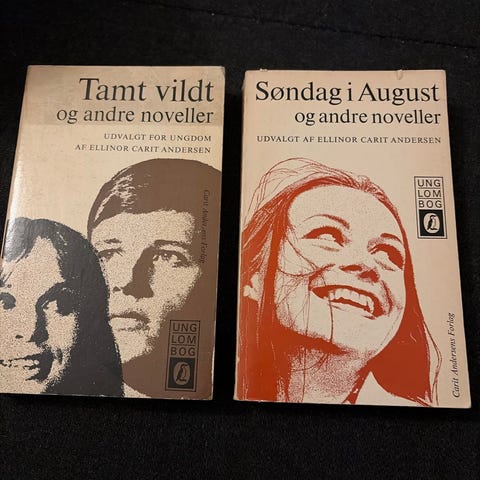 Tamt vildt
og andre noveller
UDVALGT FOR UNGDOM
AF ELLINOR CARIT ANDERSEN
Carit Andersens Forlag
UNG
LOM
BOG
Søndag i August
og andre noveller
UDVALGT AF ELLINOR CARIT ANDERSEN
UNG
LOM
BOG
Carit Andersens Forlag